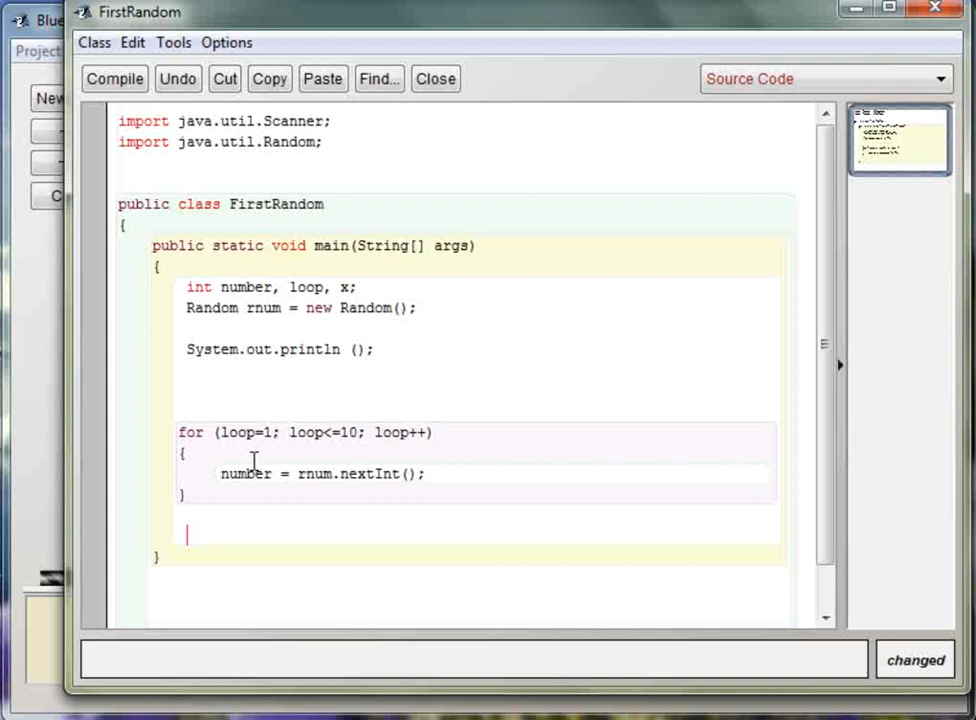 Blue
FirstRandom
Project
Class Edit Tools Options
New
Compile Undo Cut Copy Paste Find... Close
Source Code
C
import java.util.Scanner;
import java.util.Random;
public class FirstRandom
{
public static void main(String[] args)
{
int number, loop, x;
Random rnum = new Random();
System.out.println ();
for (loop=1; loop<=10; loop++)
{
number = rnum.nextInt();
}
}
changed